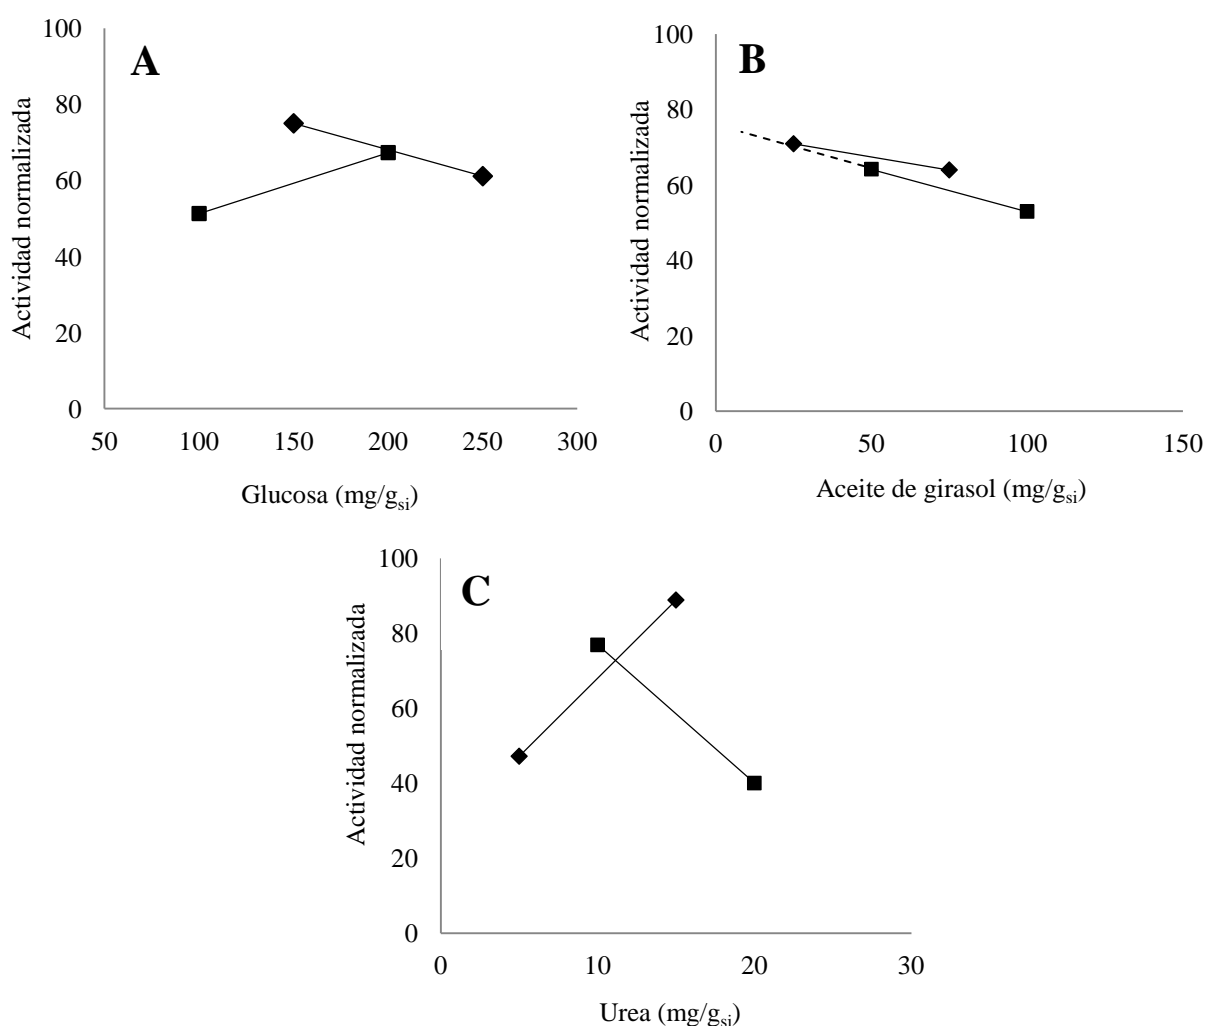 A
Actividad normalizada
100
80
60
40
20
0
50 100 150 200 250 300
Glucosa (mg/gsi)
B
Actividad normalizada
100
80
60
40
20
0
0 50 100 150
Aceite de girasol (mg/gsi)
C
Actividad normalizada
100
80
60
40
20
0
0 10 20 30
Urea (mg/gsi)